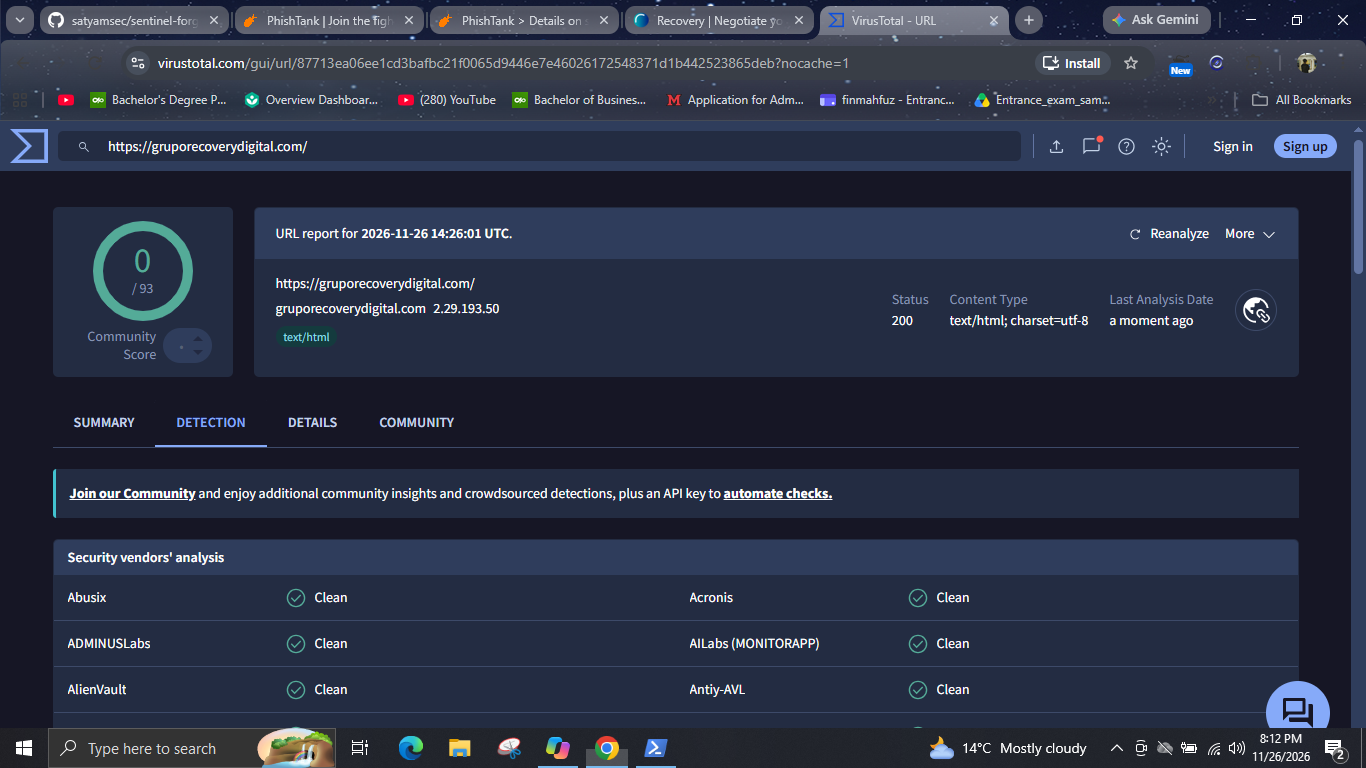 satyamsec/sentinel-forg
PhishTank | Join the figh
PhishTank > Details on s
Recovery | Negotiate yo
VirusTotal - URL
Ask Gemini
virustotal.com/gui/url/87713ea06ee1cd3bafbc21f0065d9446e7e46026172548371d1b442523865deb?nocache=1
Install
New
Bachelor's Degree P...
Overview Dashboar...
(280) YouTube
Bachelor of Business...
Application for Adm...
finmahfuz - Entranc...
Entrance_exam_sam...
All Bookmarks
https://gruporecoverydigital.com/
Sign in
Sign up
0
/ 93
Community
Score
URL report for 2026-11-26 14:26:01 UTC.
Reanalyze
More
https://gruporecoverydigital.com/
gruporecoverydigital.com 2.29.193.50
text/html
Status
200
Content Type
text/html; charset=utf-8
Last Analysis Date
a moment ago
SUMMARY
DETECTION
DETAILS
COMMUNITY
Join our Community and enjoy additional community insights and crowdsourced detections, plus an API key to automate checks.
Security vendors' analysis
Abusix
Clean
Acronis
Clean
ADMINUSLabs
Clean
AILabs (MONITORAPP)
Clean
AlienVault
Clean
Antiy-AVL
Clean
Type here to search
14°C Mostly cloudy
8:12 PM
11/26/2026
2